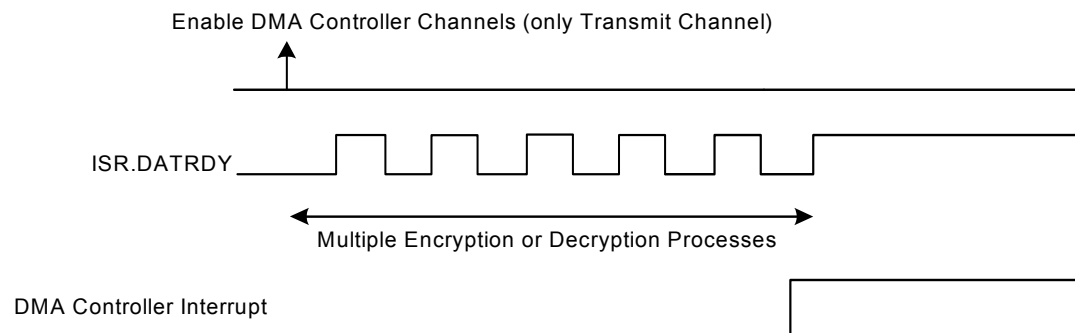 Enable DMA Controller Channels (only Transmit Channel)
ISR.DATRDY
Multiple Encryption or Decryption Processes
DMA Controller Interrupt